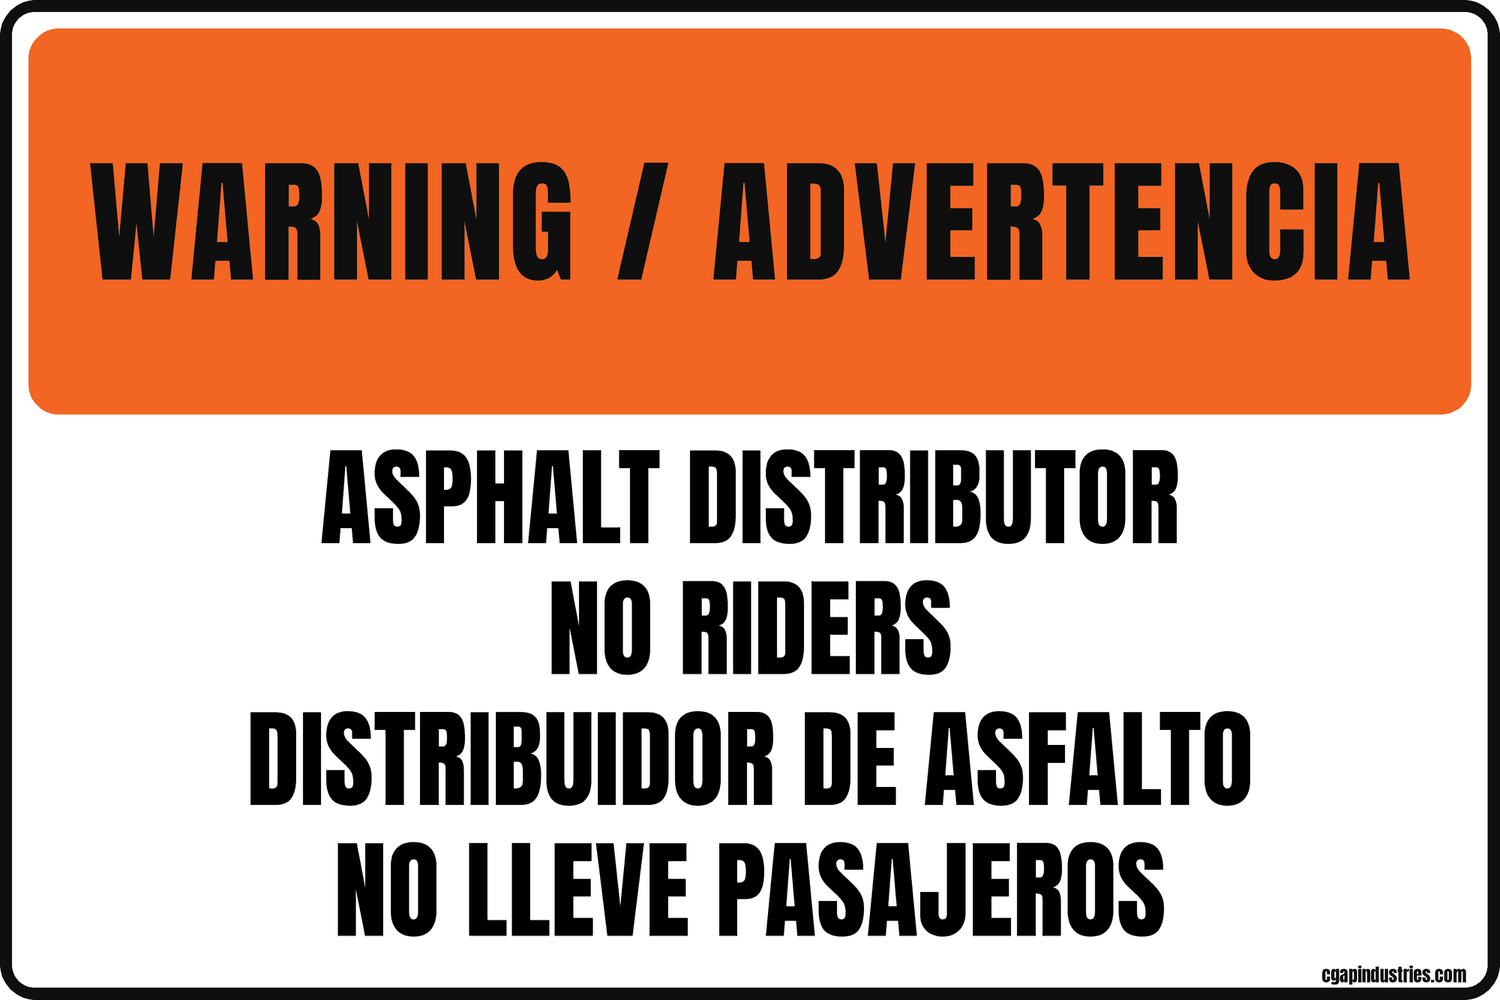 WARNING / ADVERTENCIA
ASPHALT DISTRIBUTOR
NO RIDERS
DISTRIBUIDOR DE ASFALTO
NO LLEVE PASAJEROS
cgapindustries.com